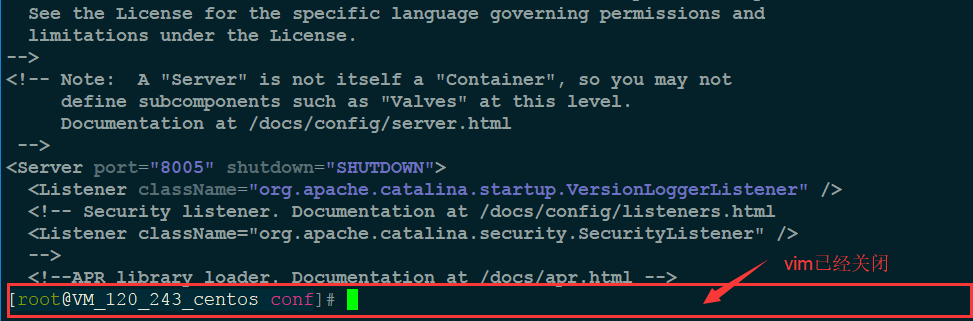 See the License for the specific language governing permissions and
limitations under the License.
-->
<!-- Note:  A "Server" is not itself a "Container", so you may not
define subcomponents such as "Valves" at this level.
Documentation at /docs/config/server.html
-->
<Server port="8005" shutdown="SHUTDOWN">
<Listener className="org.apache.catalina.startup.VersionLoggerListener" />
<!-- Security listener. Documentation at /docs/config/listeners.html
<Listener className="org.apache.catalina.security.SecurityListener" />
-->
<!--APR library loader. Documentation at /docs/apr.html -->
vim已经关闭
[root@VM_120_243_centos conf]#